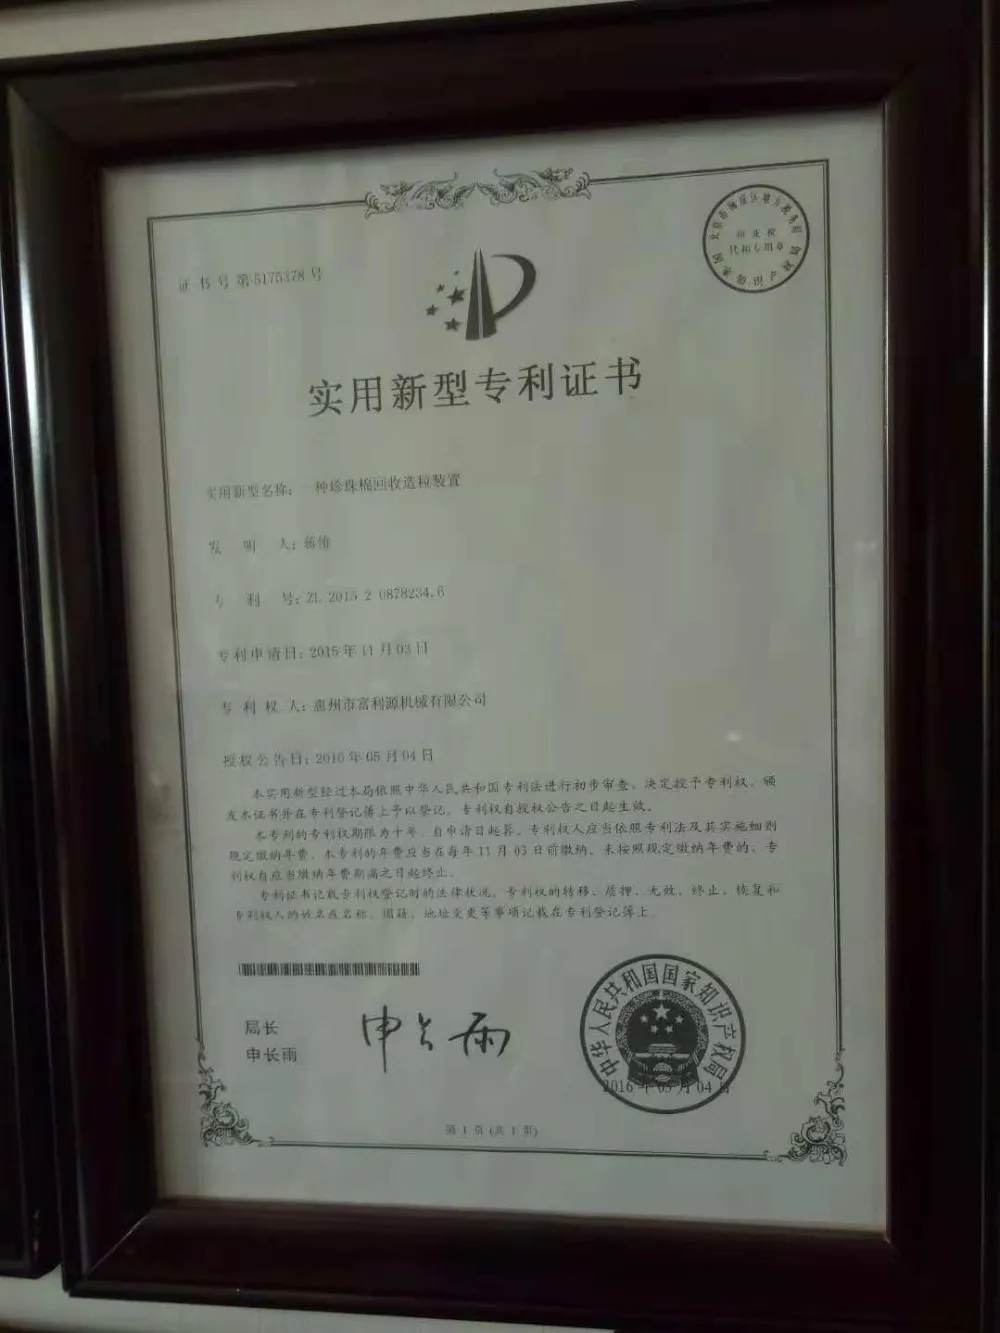 证书号第5175378号
实用新型专利证书
实用新型名称：一种珍珠棉回收造粒装置
发明人：蒋维
专利号：ZL 2015 2 0878234.6
专利申请日：2015年11月03日
专利权人：惠州市富利源机械有限公司
授权公告日：2016年05月04日
本实用新型经过本局依照中华人民共和国专利法进行初步审查，决定授予专利权，颁
发本证书并在专利登记簿上予以登记。专利权自授权公告之日起生效。
本专利的专利权期限为十年，自申请日起算。专利权人应当依照专利法及其实施细则
规定缴纳年费。本专利的年费应当在每年11月03日前缴纳。未按照规定缴纳年费的，专
利权自应当缴纳年费期满之日起终止。
专利证书记载专利权登记时的法律状况。专利权的转移、质押、无效、终止、恢复和
专利权人的姓名或名称、国籍、地址变更等事项记载在专利登记簿上。
局长
申长雨
申长雨
中华人民共和国国家知识产权局
2016年05月04日
第1页(共1页)